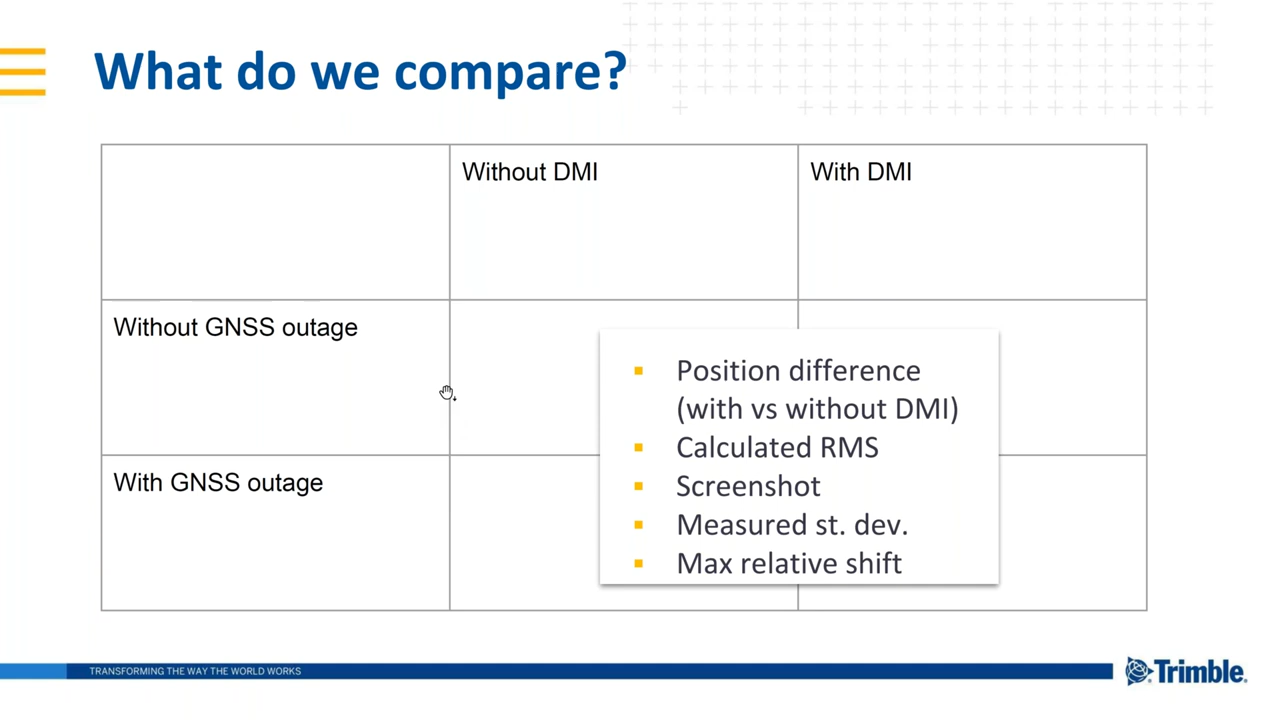 What do we compare?
Without DMI
With DMI
Without GNSS outage
With GNSS outage
Position difference
(with vs without DMI)
Calculated RMS
Screenshot
Measured st. dev.
Max relative shift
TRANSFORMING THE WAY THE WORLD WORKS
Trimble